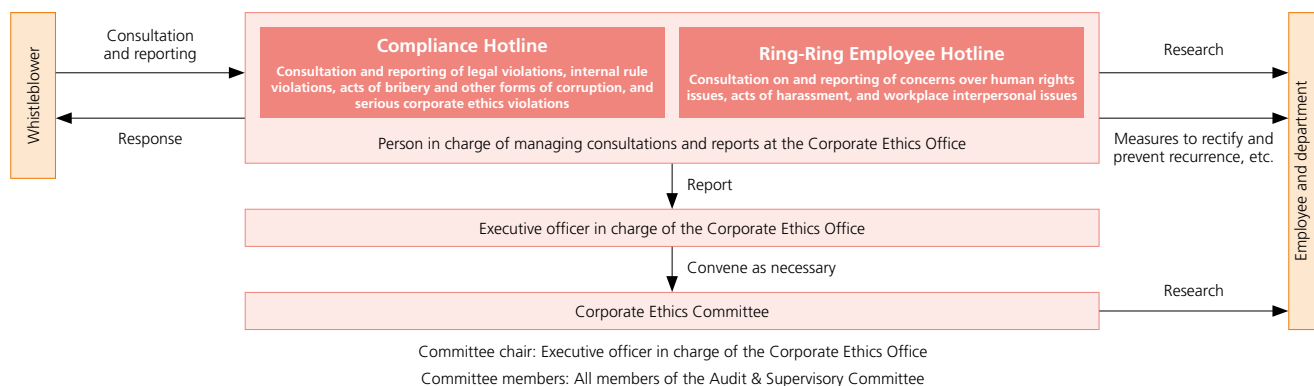 Whistleblower
Consultation
and reporting
Response
Compliance Hotline
Consultation and reporting of legal violations, internal rule
violations, acts of bribery and other forms of corruption, and
serious corporate ethics violations
Ring-Ring Employee Hotline
Consultation on and reporting of concerns over human rights
issues, acts of harassment, and workplace interpersonal issues
Person in charge of managing consultations and reports at the Corporate Ethics Office
Research
Measures to rectify and
prevent recurrence, etc.
Employee and department
Report
Executive officer in charge of the Corporate Ethics Office
Convene as necessary
Corporate Ethics Committee
Research
Committee chair: Executive officer in charge of the Corporate Ethics Office
Committee members: All members of the Audit & Supervisory Committee